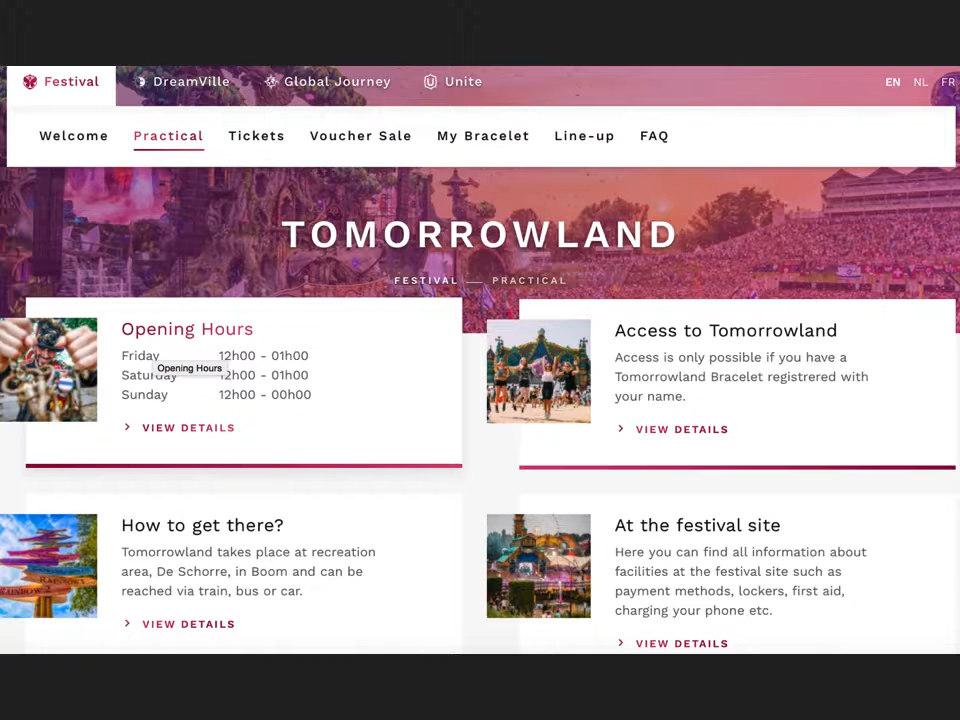 Festival DreamVille Global Journey Unite EN NL FR
Welcome Practical Tickets Voucher Sale My Bracelet Line-up FAQ
TOMORROWLAND
FESTIVAL — PRACTICAL
Opening Hours
Friday 12h00 - 01h00
Saturday 12h00 - 01h00
Sunday 12h00 - 00h00
Opening Hours
VIEW DETAILS
Access to Tomorrowland
Access is only possible if you have a
Tomorrowland Bracelet registrered with
your name.
VIEW DETAILS
How to get there?
Tomorrowland takes place at recreation
area, De Schorre, in Boom and can be
reached via train, bus or car.
VIEW DETAILS
At the festival site
Here you can find all information about
facilities at the festival site such as
payment methods, lockers, first aid,
charging your phone etc.
VIEW DETAILS